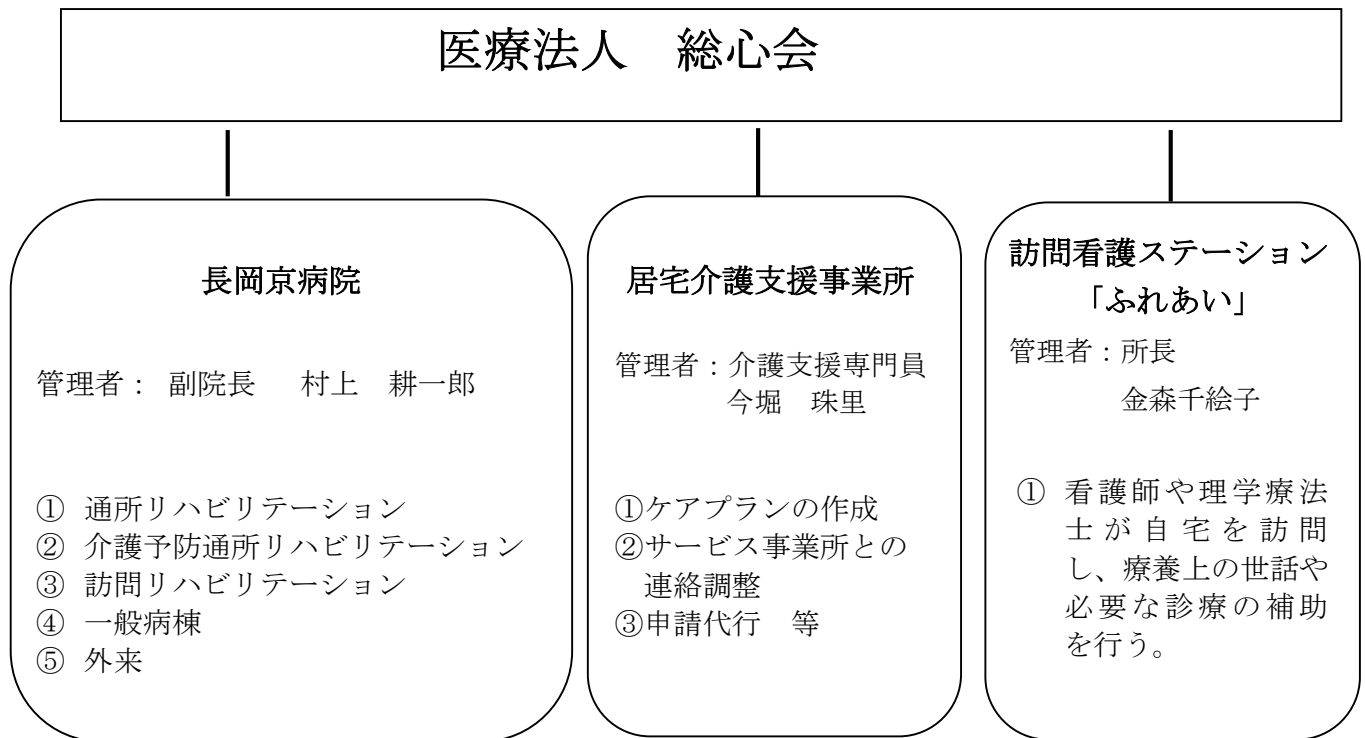 医療法人　総心会
長岡京病院
管理者： 副院長　村上　耕一郎
① 通所リハビリテーション
② 介護予防通所リハビリテーション
③ 訪問リハビリテーション
④ 一般病棟
⑤ 外来
居宅介護支援事業所
管理者：介護支援専門員
今堀　珠里
①ケアプランの作成
②サービス事業所との
連絡調整
③申請代行　等
訪問看護ステーション
「ふれあい」
管理者：所長
金森千絵子
① 看護師や理学療法
士が自宅を訪問
し、療養上の世話や
必要な診療の補助
を行う。